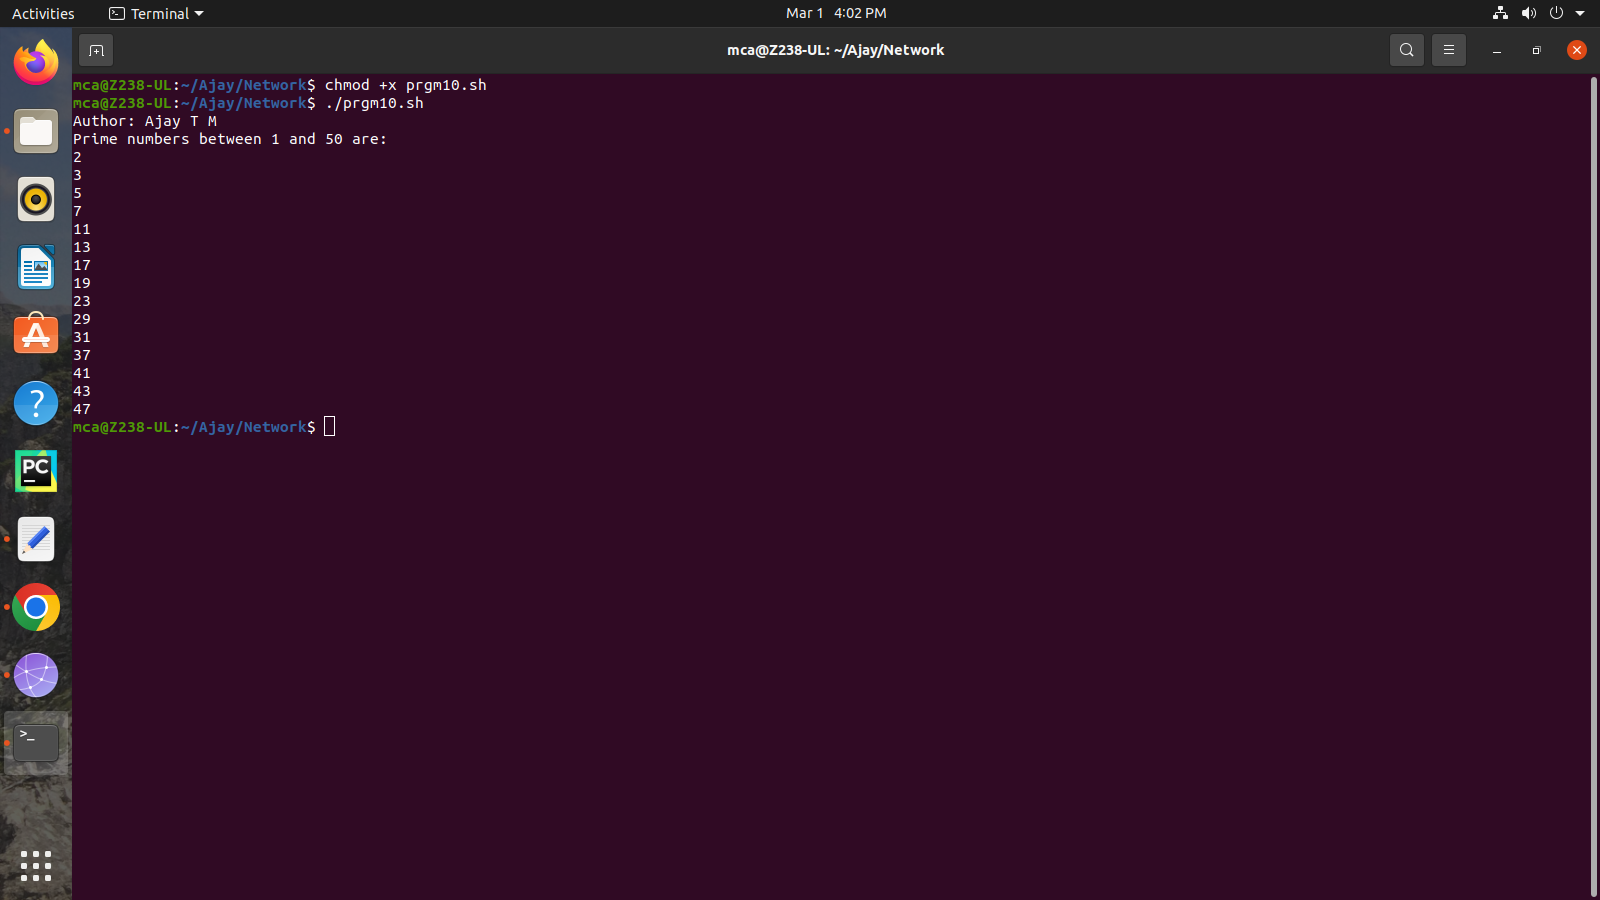 Activities Terminal Mar 1 4:02 PM
mca@Z238-UL: ~/Ajay/Network
mca@Z238-UL:~/Ajay/Network$ chmod +x prgm10.sh
mca@Z238-UL:~/Ajay/Network$ ./prgm10.sh
Author: Ajay T M
Prime numbers between 1 and 50 are:
2
3
5
7
11
13
17
19
23
29
31
37
41
43
47
mca@Z238-UL:~/Ajay/Network$
?
PC
>_